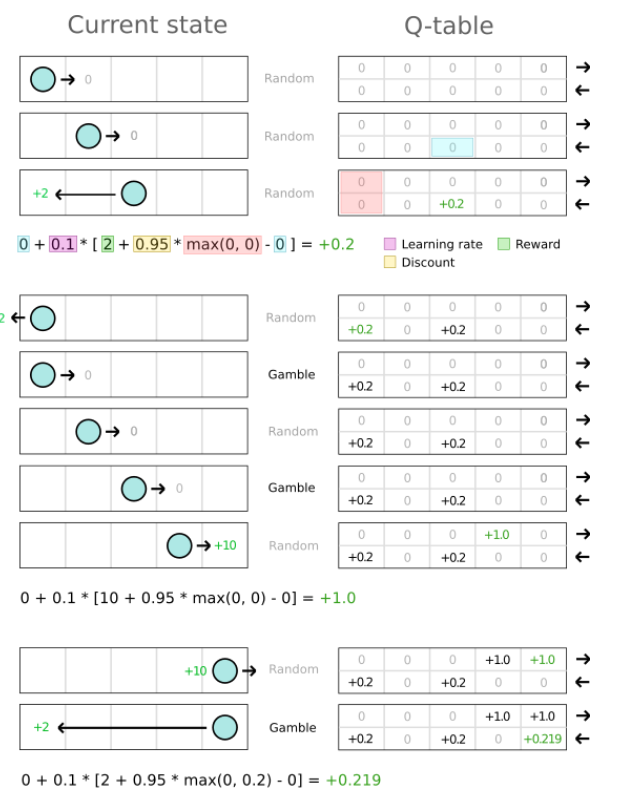 Current state Q-table
0 Random 0 0 0 0 0
0 0 0 0 0
0 Random 0 0 0 0 0
0 0 0 0 0
+2 Random 0 0 0 0 0
0 0 +0.2 0 0
0 + 0.1 * [ 2 + 0.95 * max(0, 0) - 0 ] = +0.2
Learning rate Reward
Discount
2 Random 0 0 0 0 0
+0.2 0 +0.2 0 0
0 Gamble 0 0 0 0 0
+0.2 0 +0.2 0 0
0 Random 0 0 0 0 0
+0.2 0 +0.2 0 0
0 Gamble 0 0 0 0 0
+0.2 0 +0.2 0 0
+10 Random 0 0 0 +1.0 0
+0.2 0 +0.2 0 0
0 + 0.1 * [10 + 0.95 * max(0, 0) - 0] = +1.0
+10 Random 0 0 0 +1.0 +1.0
+0.2 0 +0.2 0 0
+2 Gamble 0 0 0 +1.0 +1.0
+0.2 0 +0.2 0 +0.219
0 + 0.1 * [2 + 0.95 * max(0, 0.2) - 0] = +0.219